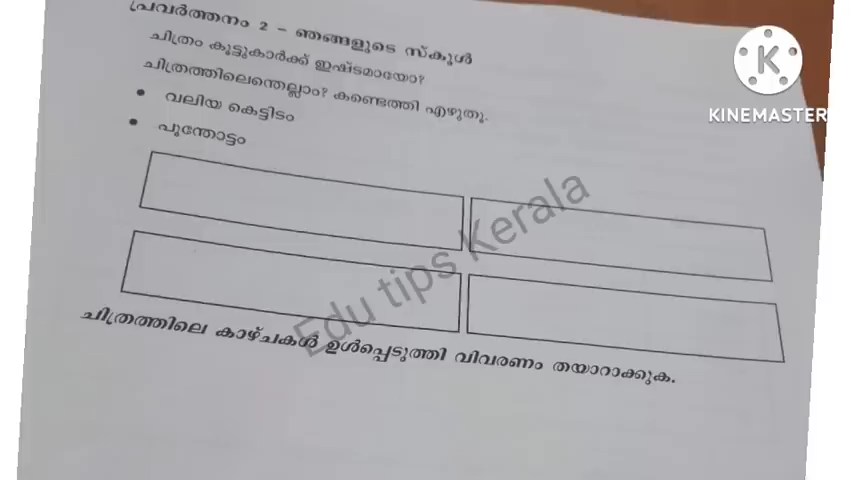 പ്രവർത്തനം 2 - ഞങ്ങളുടെ സ്കൂൾ
ചിത്രം കൂട്ടുകാർക്ക് ഇഷ്ടമായോ?
ചിത്രത്തിലെന്തെല്ലാം? കണ്ടെത്തി എഴുതൂ.
• വലിയ കെട്ടിടം
• പൂന്തോട്ടം
ചിത്രത്തിലെ കാഴ്ചകൾ ഉൾപ്പെടുത്തി വിവരണം തയാറാക്കുക.
Edu tips Kerala
K
KINEMASTER